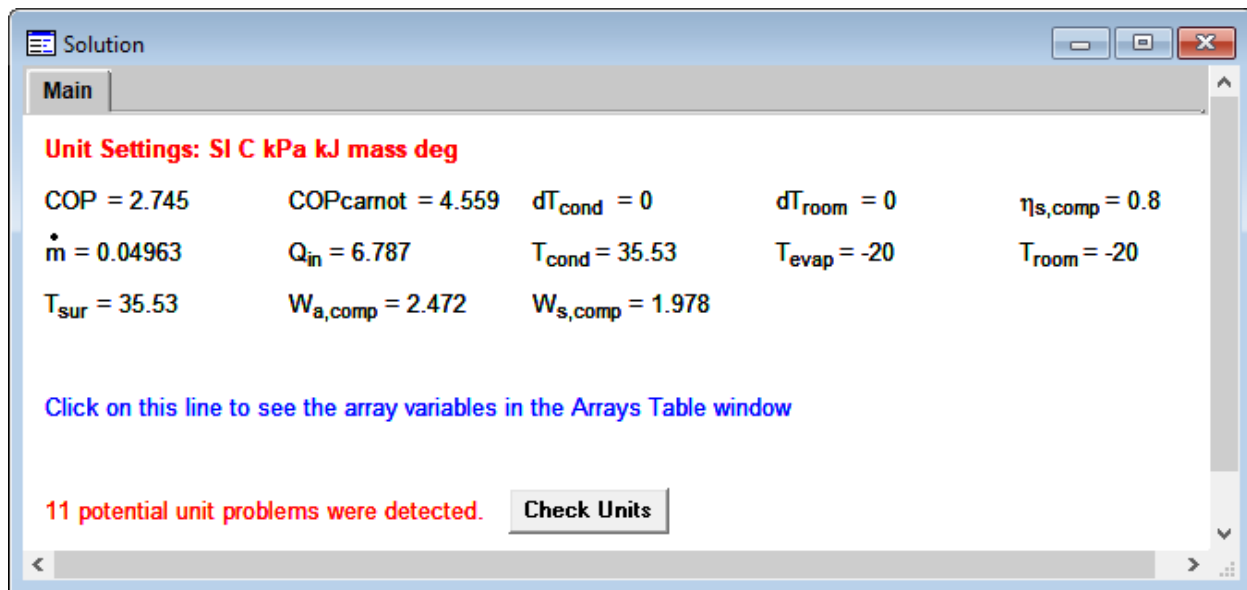 Solution
Main
Unit Settings: SI C kPa kJ mass deg
COP = 2.745 COPcarnot = 4.559 dTcond = 0 dTroom = 0 ηs,comp = 0.8
ṁ = 0.04963 Qin = 6.787 Tcond = 35.53 Tevap = -20 Troom = -20
Tsur = 35.53 Wa,comp = 2.472 Ws,comp = 1.978
Click on this line to see the array variables in the Arrays Table window
11 potential unit problems were detected. Check Units